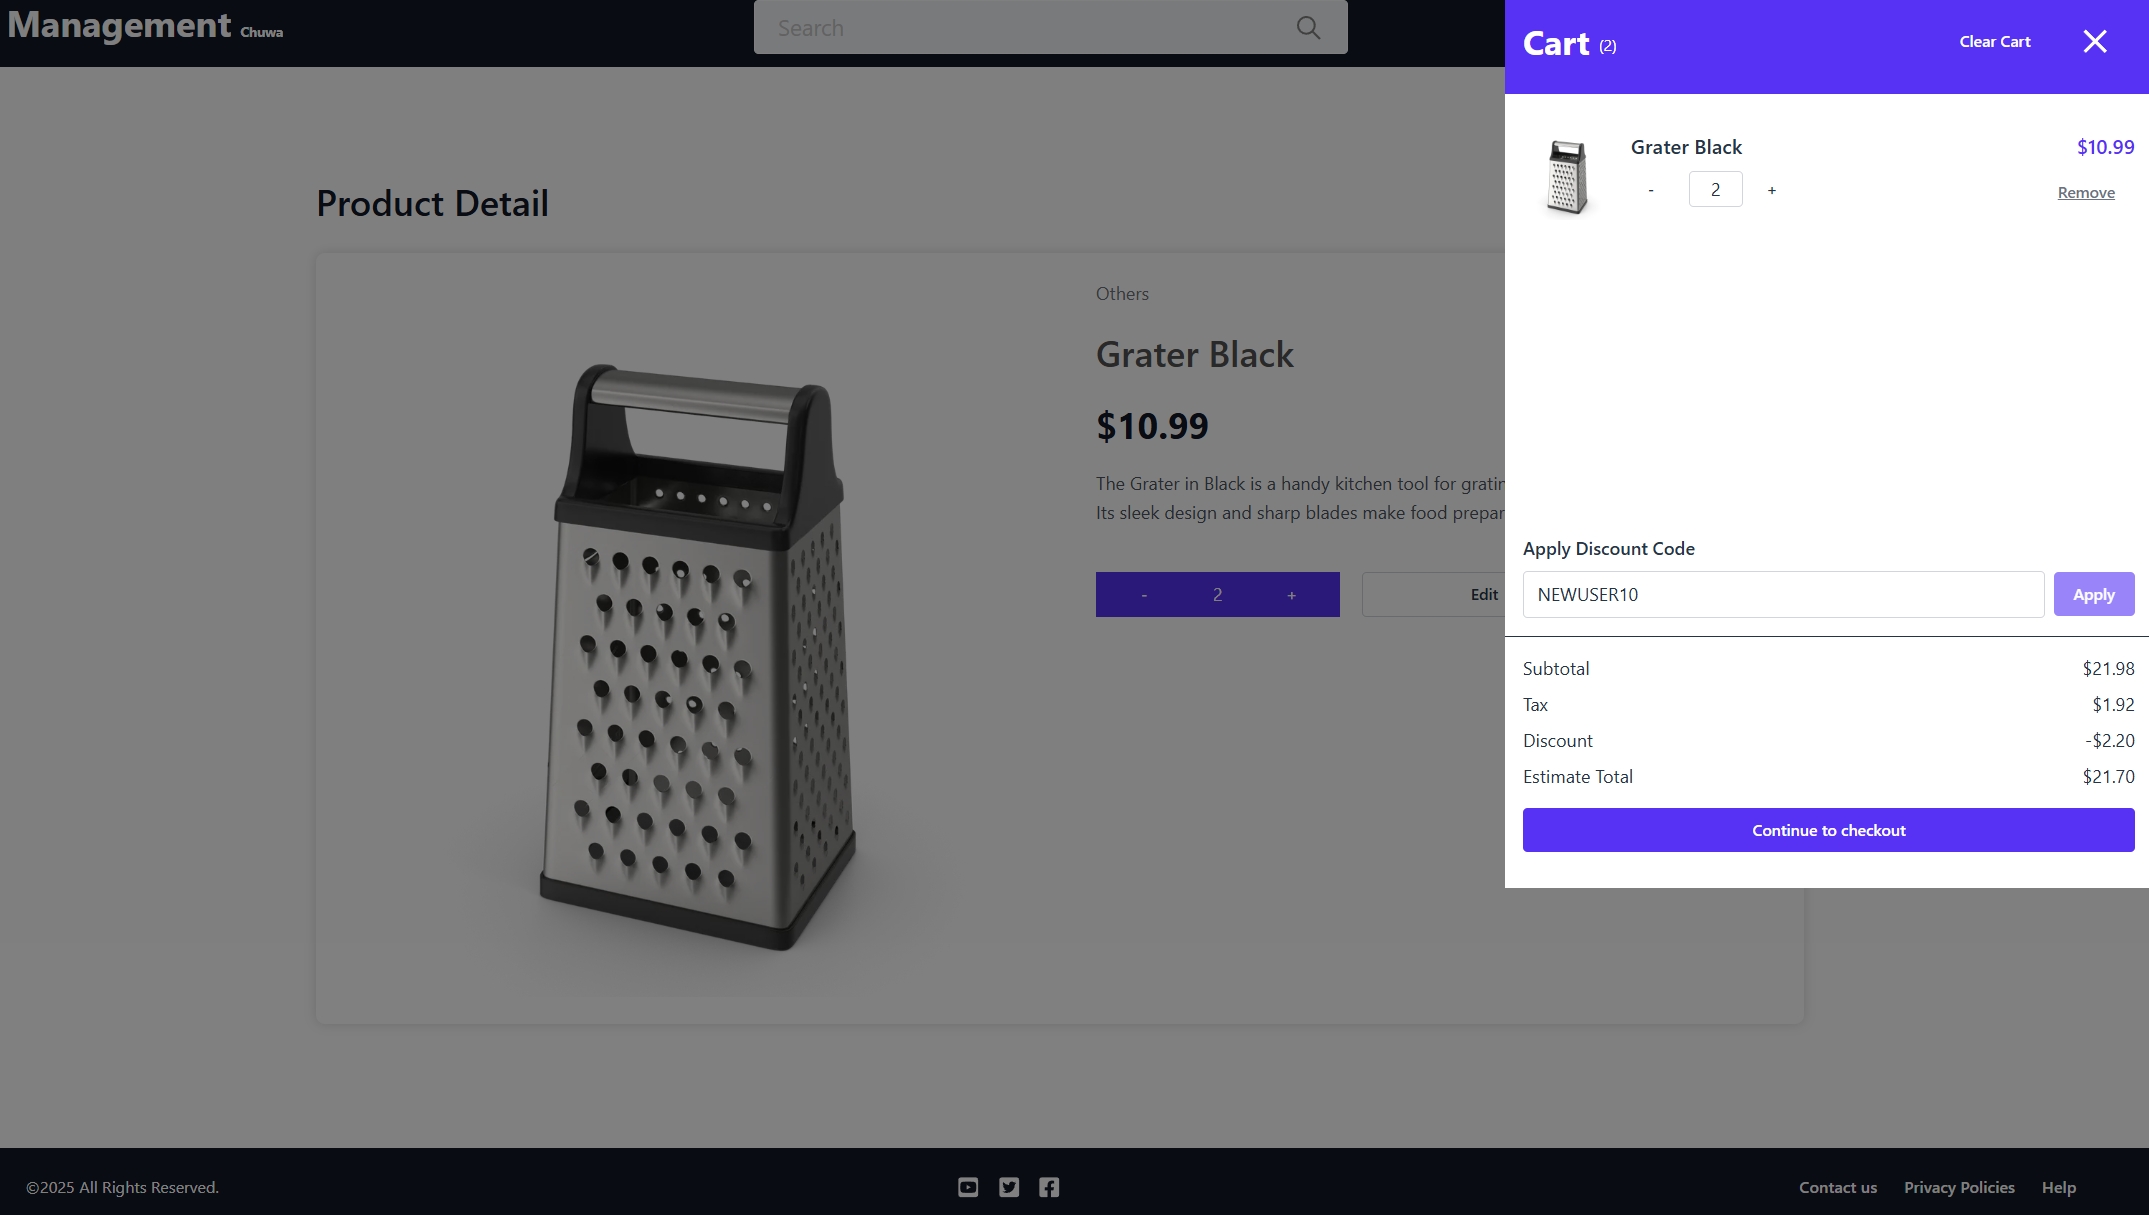 Management Chuwa
Search
Cart (2)
Clear Cart
Grater Black
$10.99
- 2 +
Remove
Product Detail
Others
Grater Black
$10.99
The Grater in Black is a handy kitchen tool for
Its sleek design and sharp blades make food
- 2 +
Edit
Apply Discount Code
NEWUSER10
Apply
Subtotal $21.98
Tax $1.92
Discount -$2.20
Estimate Total $21.70
Continue to checkout
©2025 All Rights Reserved.
Contact us Privacy Policies Help